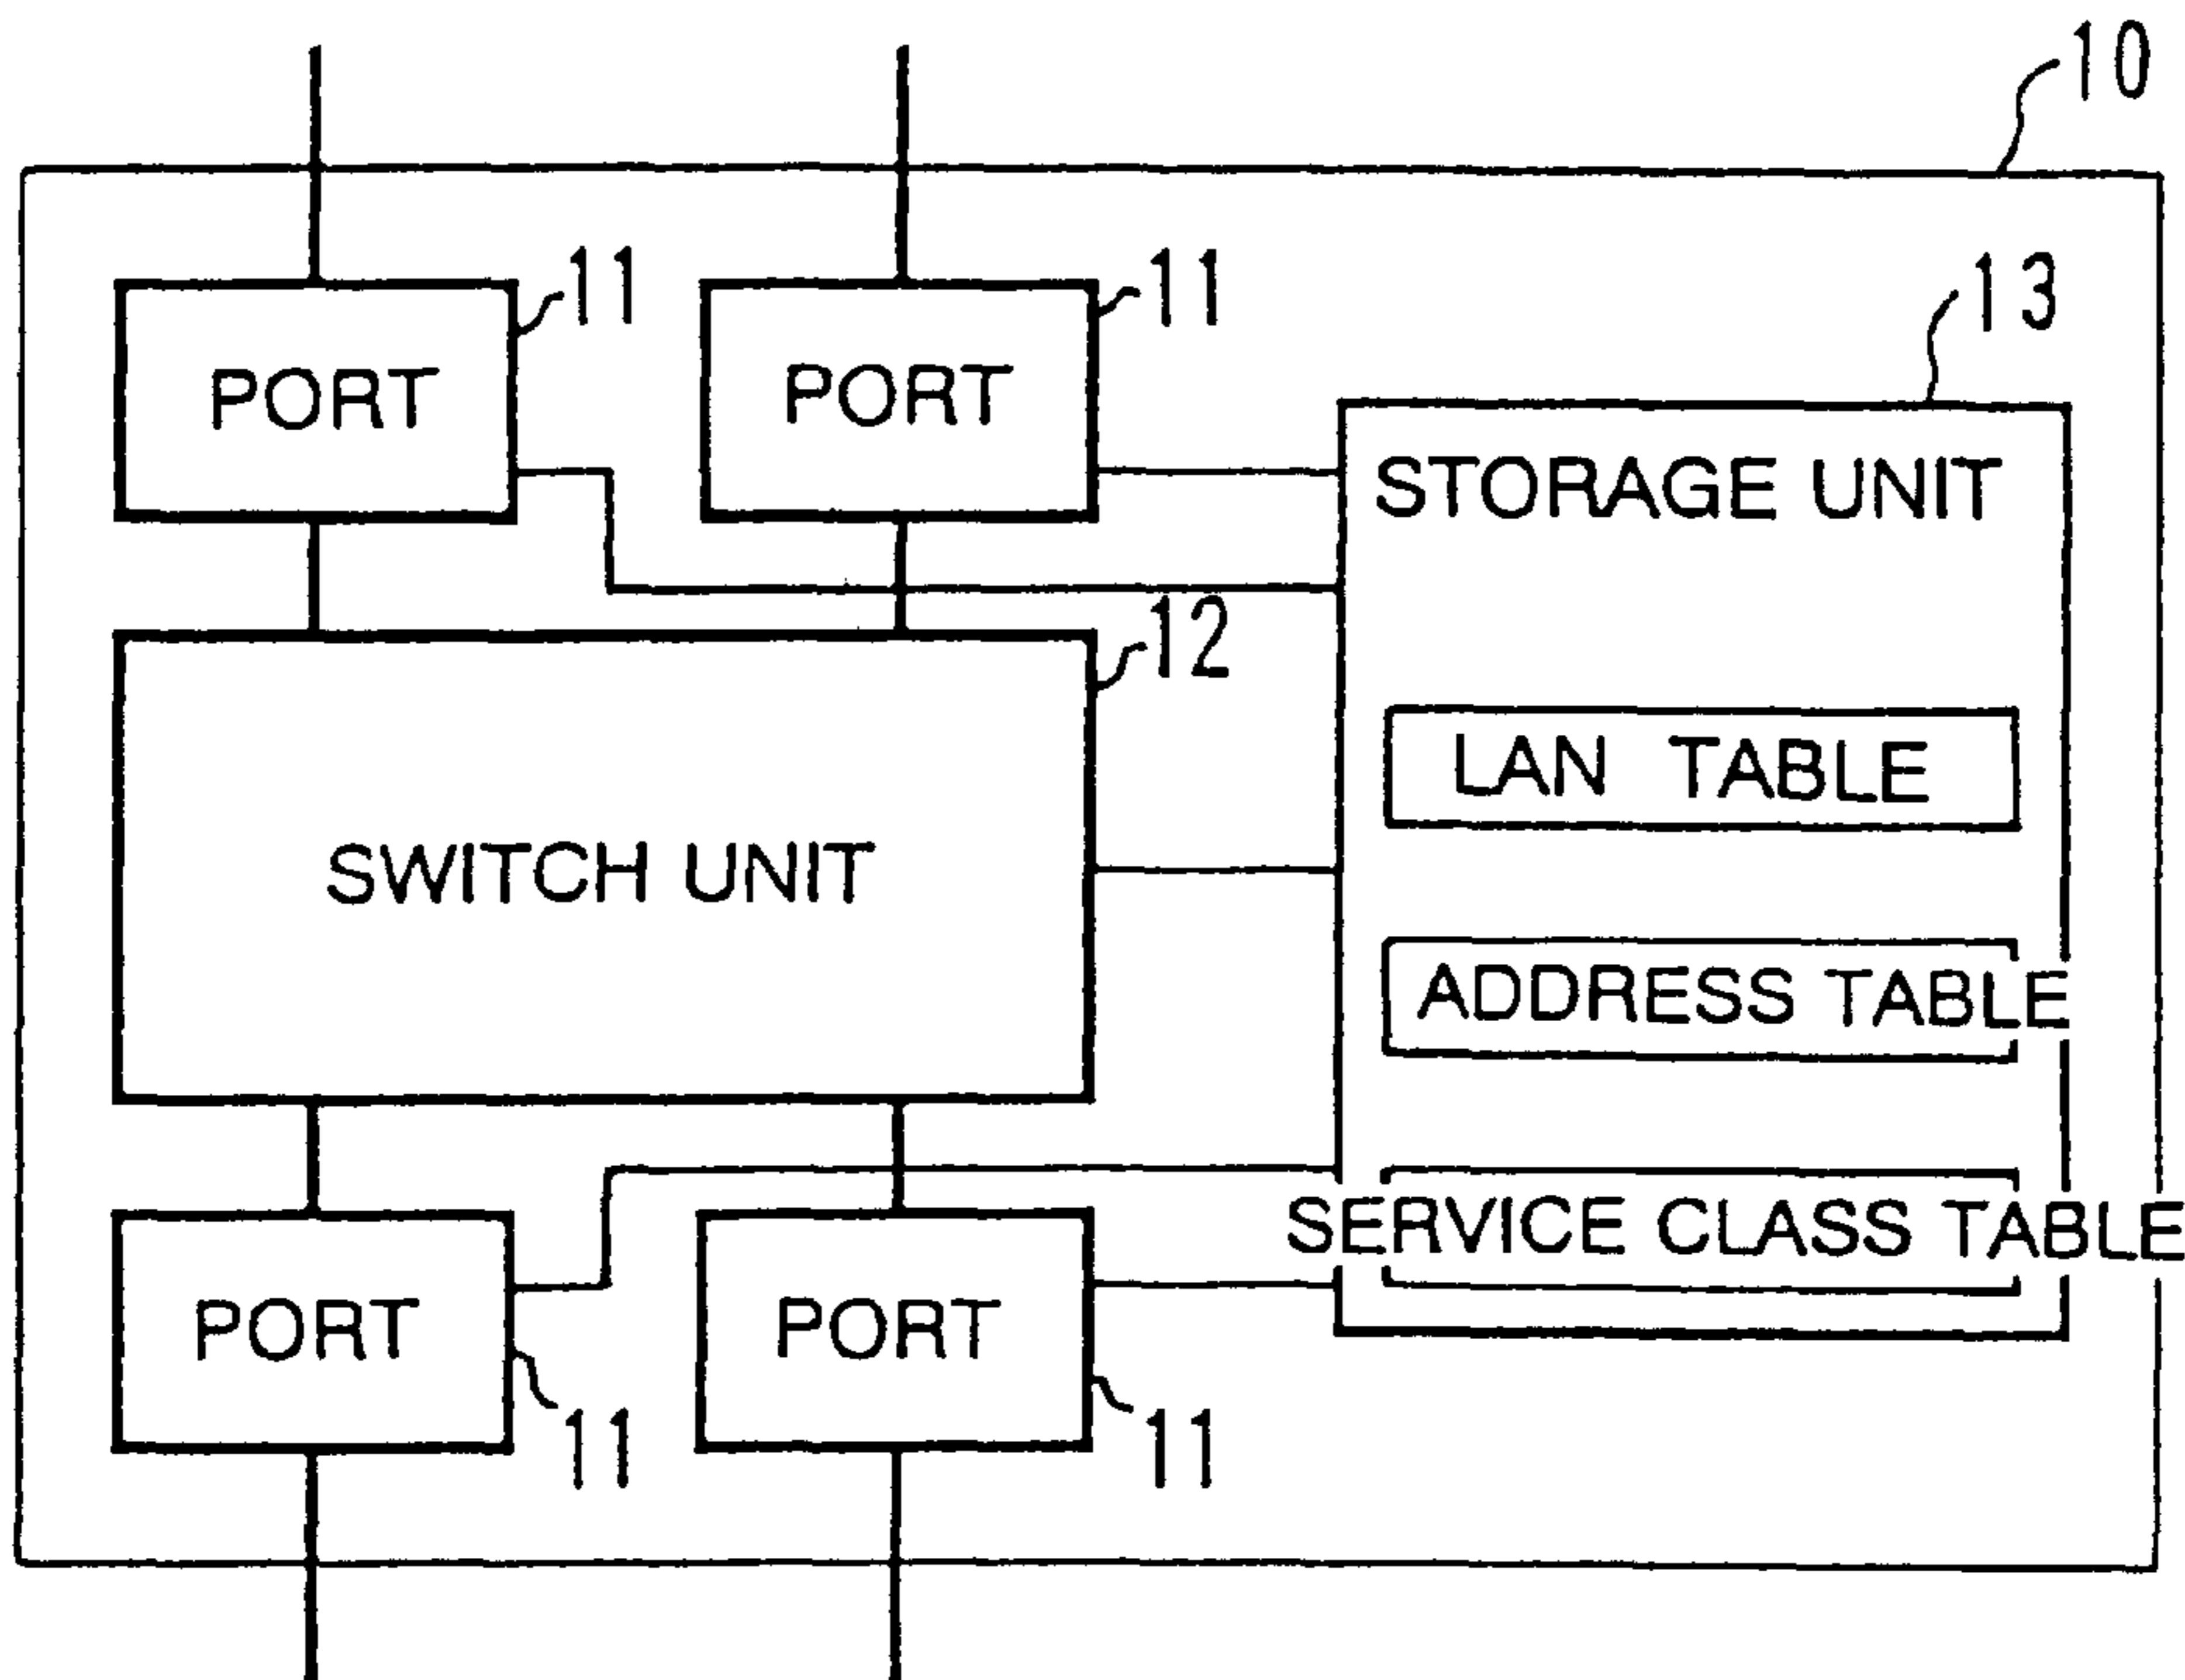 10
11
11
13
PORT
PORT
STORAGE UNIT
12
LAN TABLE
SWITCH UNIT
ADDRESS TABLE
SERVICE CLASS TABLE
PORT
PORT
11
11